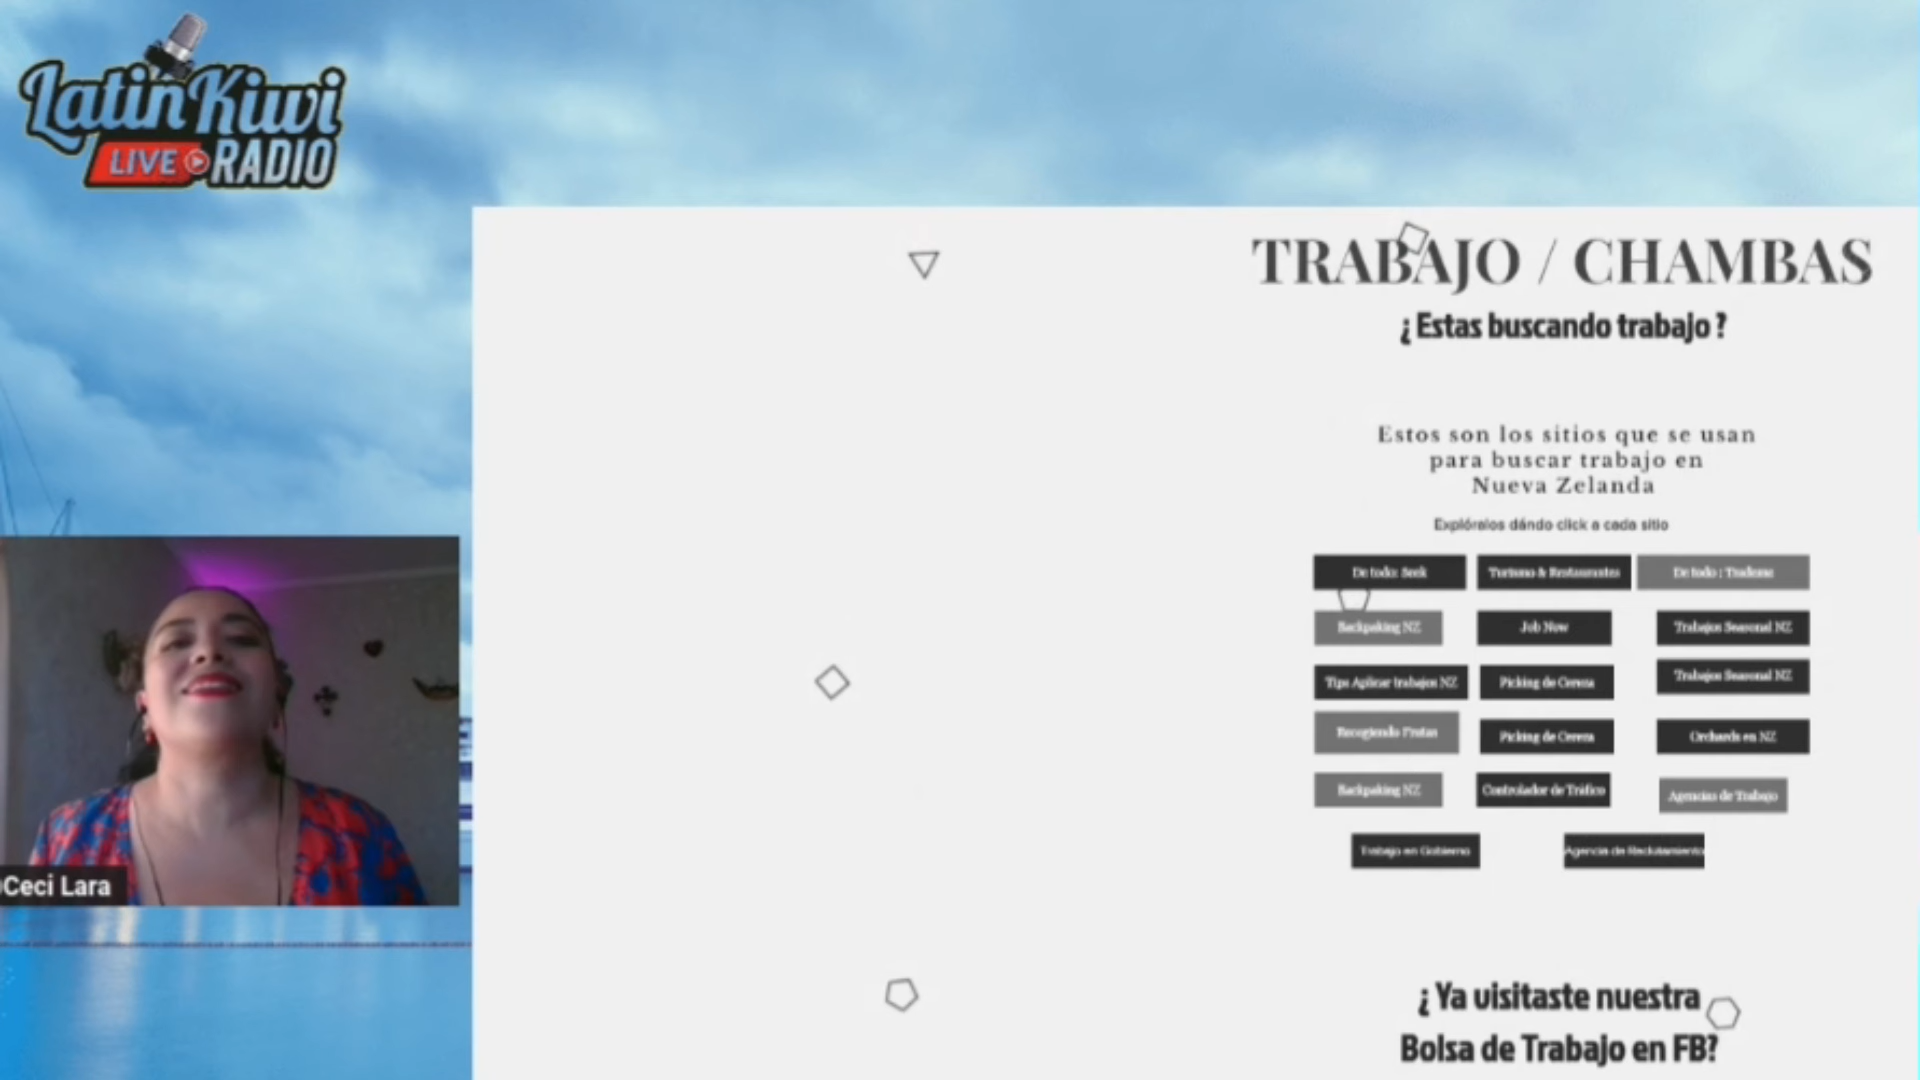 LatinKiwi
LIVE RADIO
TRABAJO / CHAMBAS
¿ Estas buscando trabajo ?
Estos son los sitios que se usan
para buscar trabajo en
Nueva Zelanda
Explóralos dándo click a cada sitio
De todo: Seek
Turismo & Restaurantes
De todo : Trademe
Backpaking NZ
Job Now
Trabajos Seasonal NZ
Tips Aplicar trabajos NZ
Picking de Cereza
Trabajos Seasonal NZ
Recogiendo Frutas
Picking de Cereza
Orchards en NZ
Backpaking NZ
Controlador de Tráfico
Agencias de Trabajo
Trabajo en Gobierno
Agencia de Reclutamiento
Ceci Lara
¿ Ya visitaste nuestra
Bolsa de Trabajo en FB?